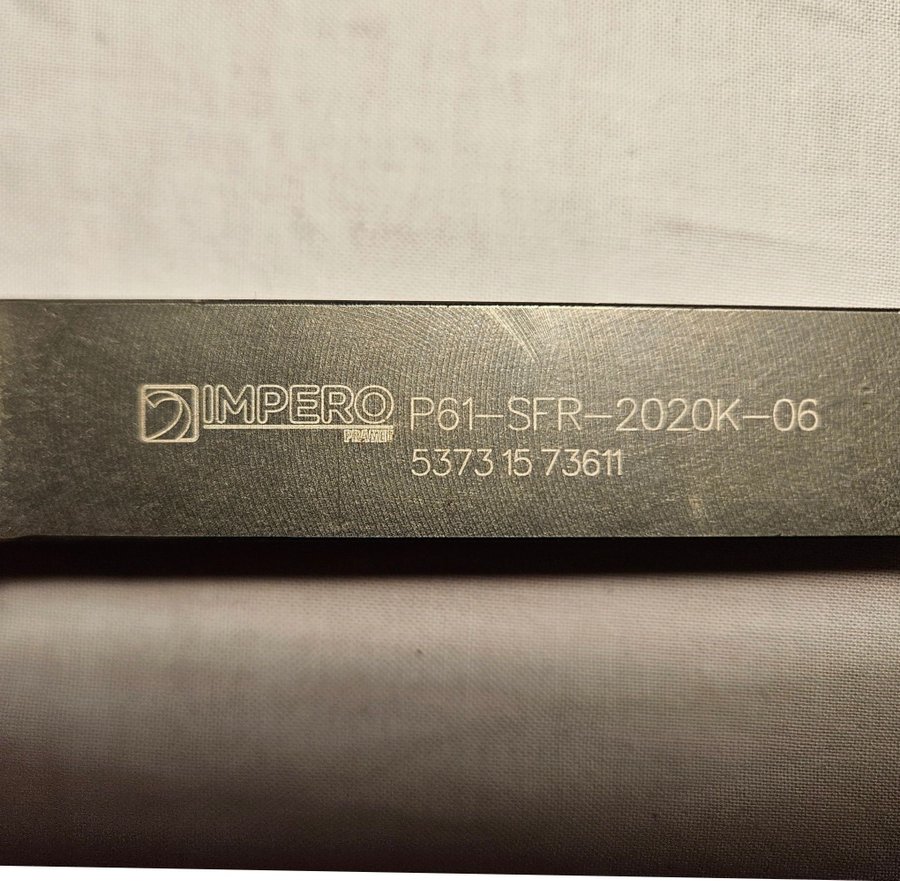 IMPERO P61-SFR-2020K-06
PRAMET
5373 15 73611